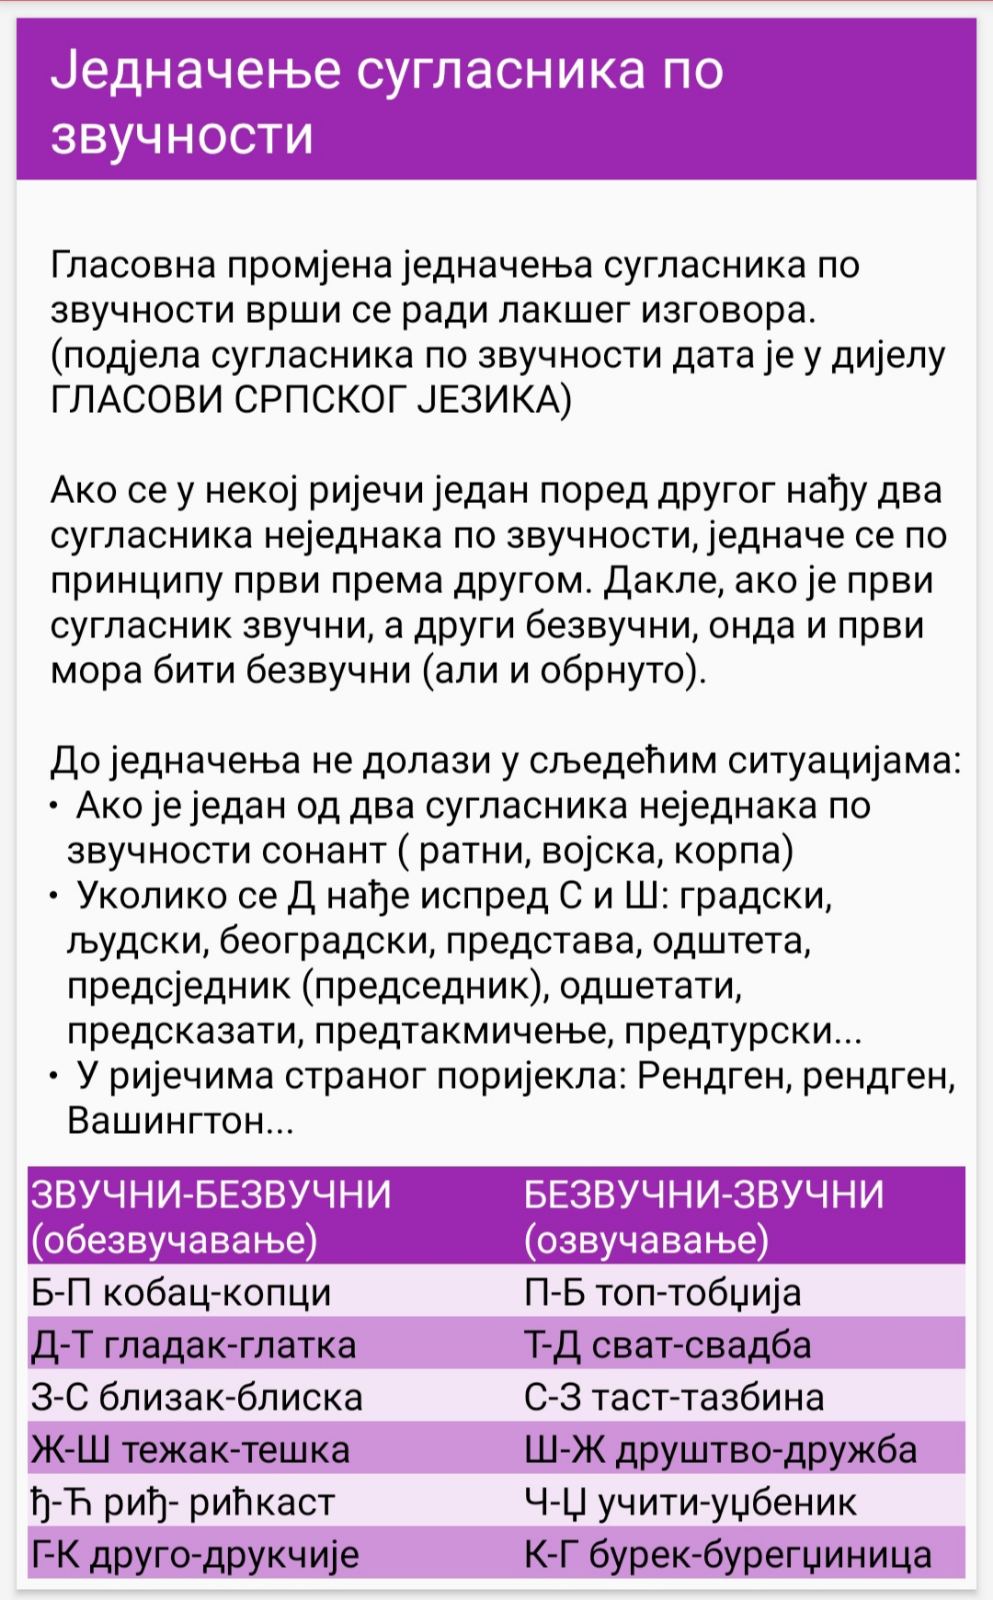 Једначење сугласника по
звучности
Гласовна промјена једначења сугласника по
звучности врши се ради лакшег изговора.
(подјела сугласника по звучности дата је у дијелу
ГЛАСОВИ СРПСКОГ ЈЕЗИКА)
Ако се у некој ријечи један поред другог нађу два
сугласника неједнака по звучности, једначе се по
принципу први према другом. Дакле, ако је први
сугласник звучни, а други безвучни, онда и први
мора бити безвучни (али и обрнуто).
До једначења не долази у сљедећим ситуацијама:
• Ако је један од два сугласника неједнака по
звучности сонант ( ратни, војска, корпа)
• Уколико се Д нађе испред С и Ш: градски,
људски, београдски, представа, одштета,
предсједник (председник), одшетати,
предсказати, предтакмичење, предтурски...
• У ријечима страног поријекла: Рендген, рендген,
Вашингтон...
ЗВУЧНИ-БЕЗВУЧНИ БЕЗВУЧНИ-ЗВУЧНИ
(обезвучавање) (озвучавање)
Б-П кобац-копци П-Б топ-тобџија
Д-Т гладак-глатка Т-Д сват-свадба
З-С близак-блиска С-З таст-тазбина
Ж-Ш тежак-тешка Ш-Ж друштво-дружба
ђ-Ћ риђ- рићкаст Ч-Џ учити-уџбеник
Г-К друго-друкчије К-Г бурек-бурегџиница